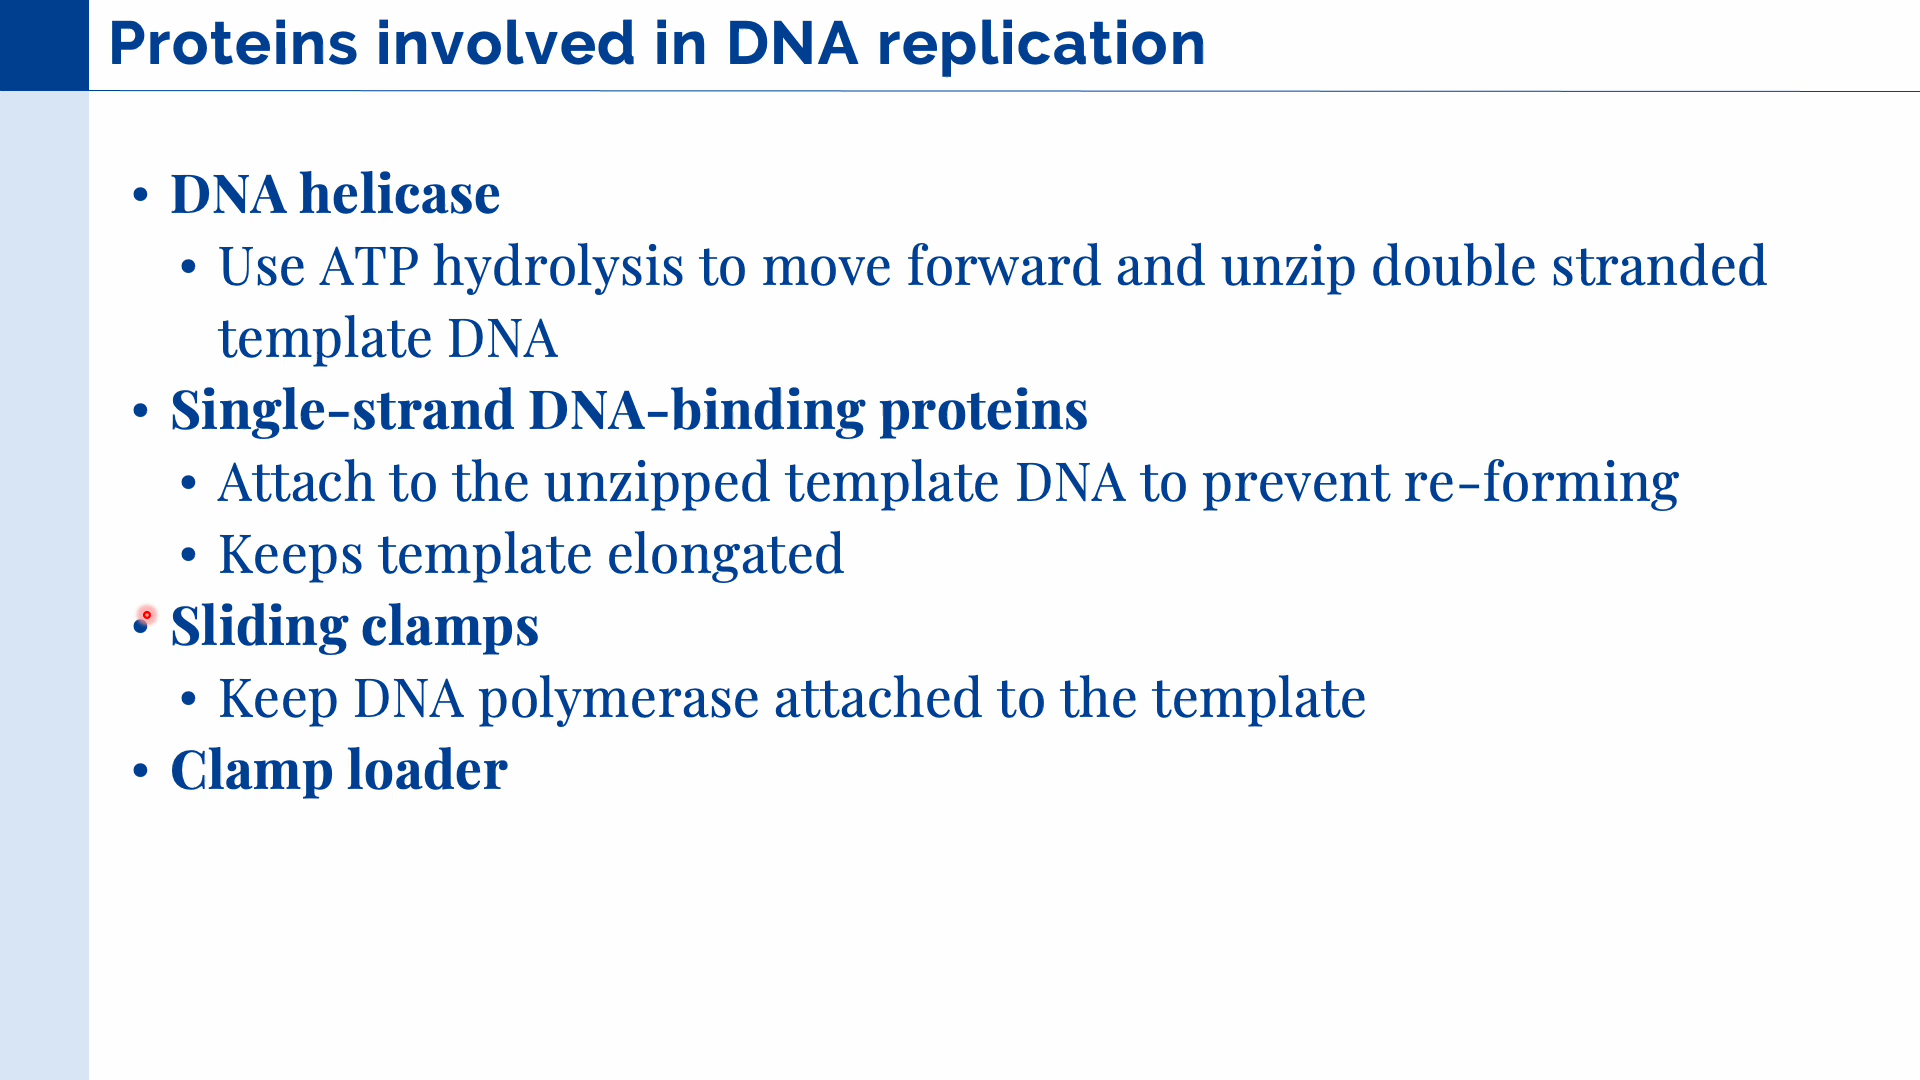 Proteins involved in DNA replication
• DNA helicase
• Use ATP hydrolysis to move forward and unzip double stranded
template DNA
• Single-strand DNA-binding proteins
• Attach to the unzipped template DNA to prevent re-forming
• Keeps template elongated
• Sliding clamps
• Keep DNA polymerase attached to the template
• Clamp loader